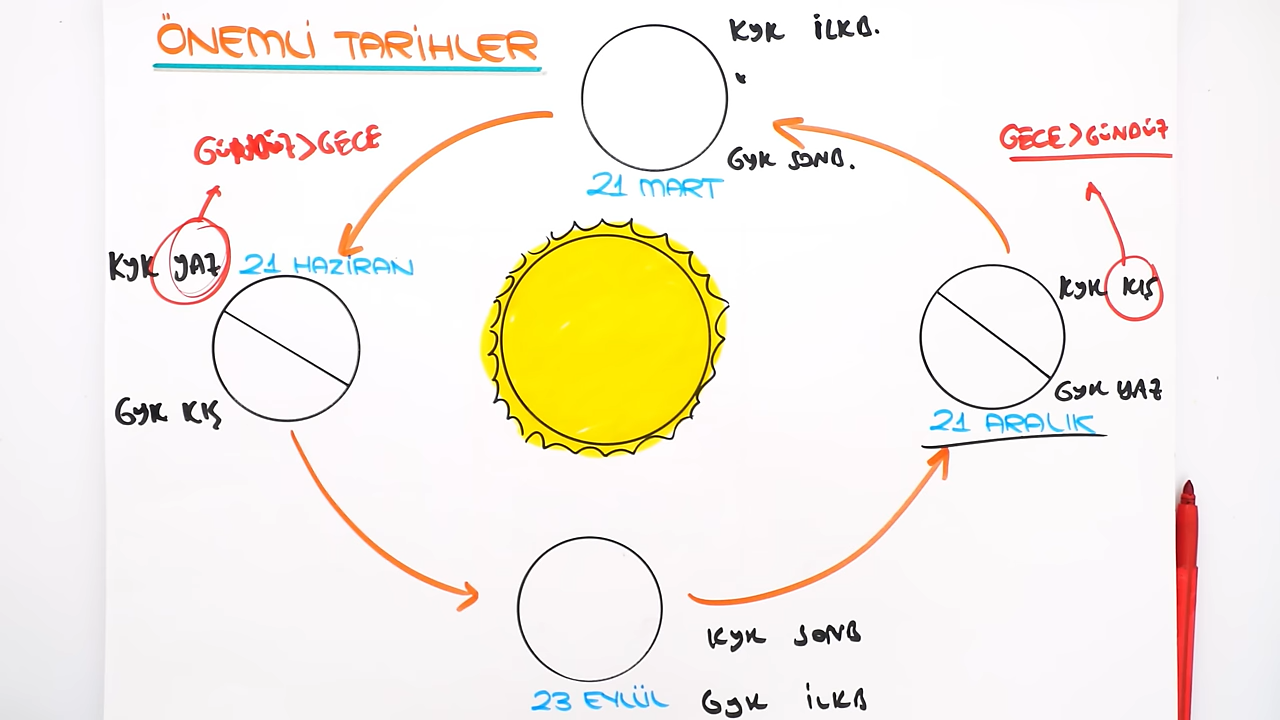 ÖNEMLİ TARİHLER
KYK İLKB.
GYK SONB.
21 MART
GÜNDÜZ>GECE
GECE>GÜNDÜZ
KYK YAZ
21 HAZİRAN
GYK KIŞ
KYK KIŞ
GYK YAZ
21 ARALIK
KYK SONB
23 EYLÜL
GYK İLKB